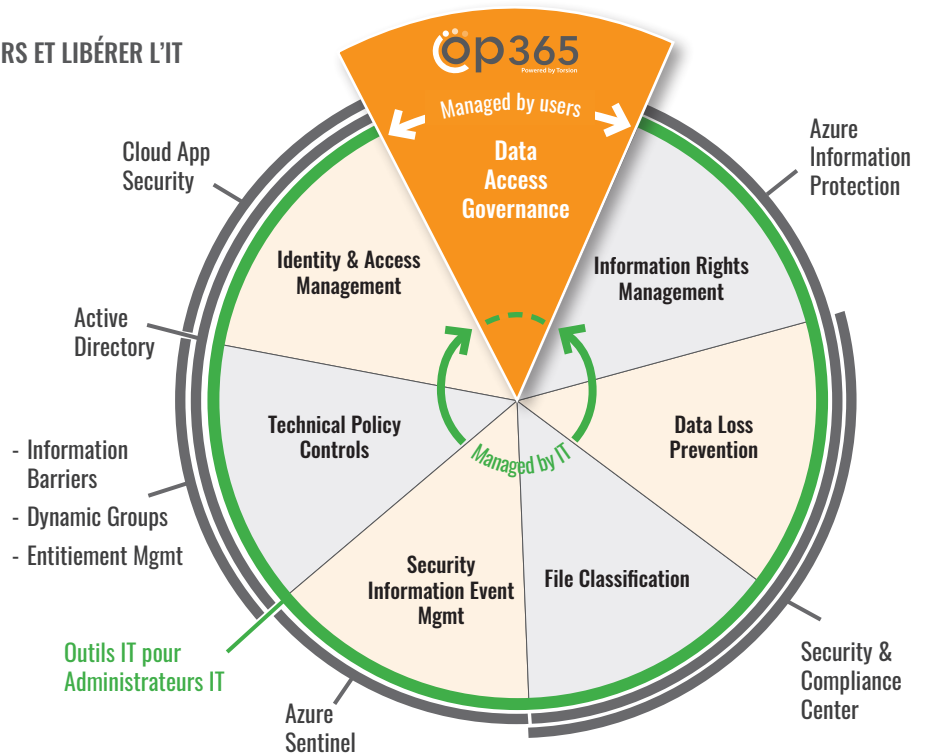 RS ET LIBÉRER L'IT
op365
Powered by Torsion
Managed by users
Data
Access
Governance
Azure
Information
Protection
Cloud App
Security
Identity & Access
Management
Information Rights
Management
Active
Directory
Technical Policy
Controls
Data Loss
Prevention
Managed by IT
- Information
Barriers
- Dynamic Groups
- Entitiement Mgmt
Security
Information Event
Mgmt
File Classification
Outils IT pour
Administrateurs IT
Security &
Compliance
Center
Azure
Sentinel